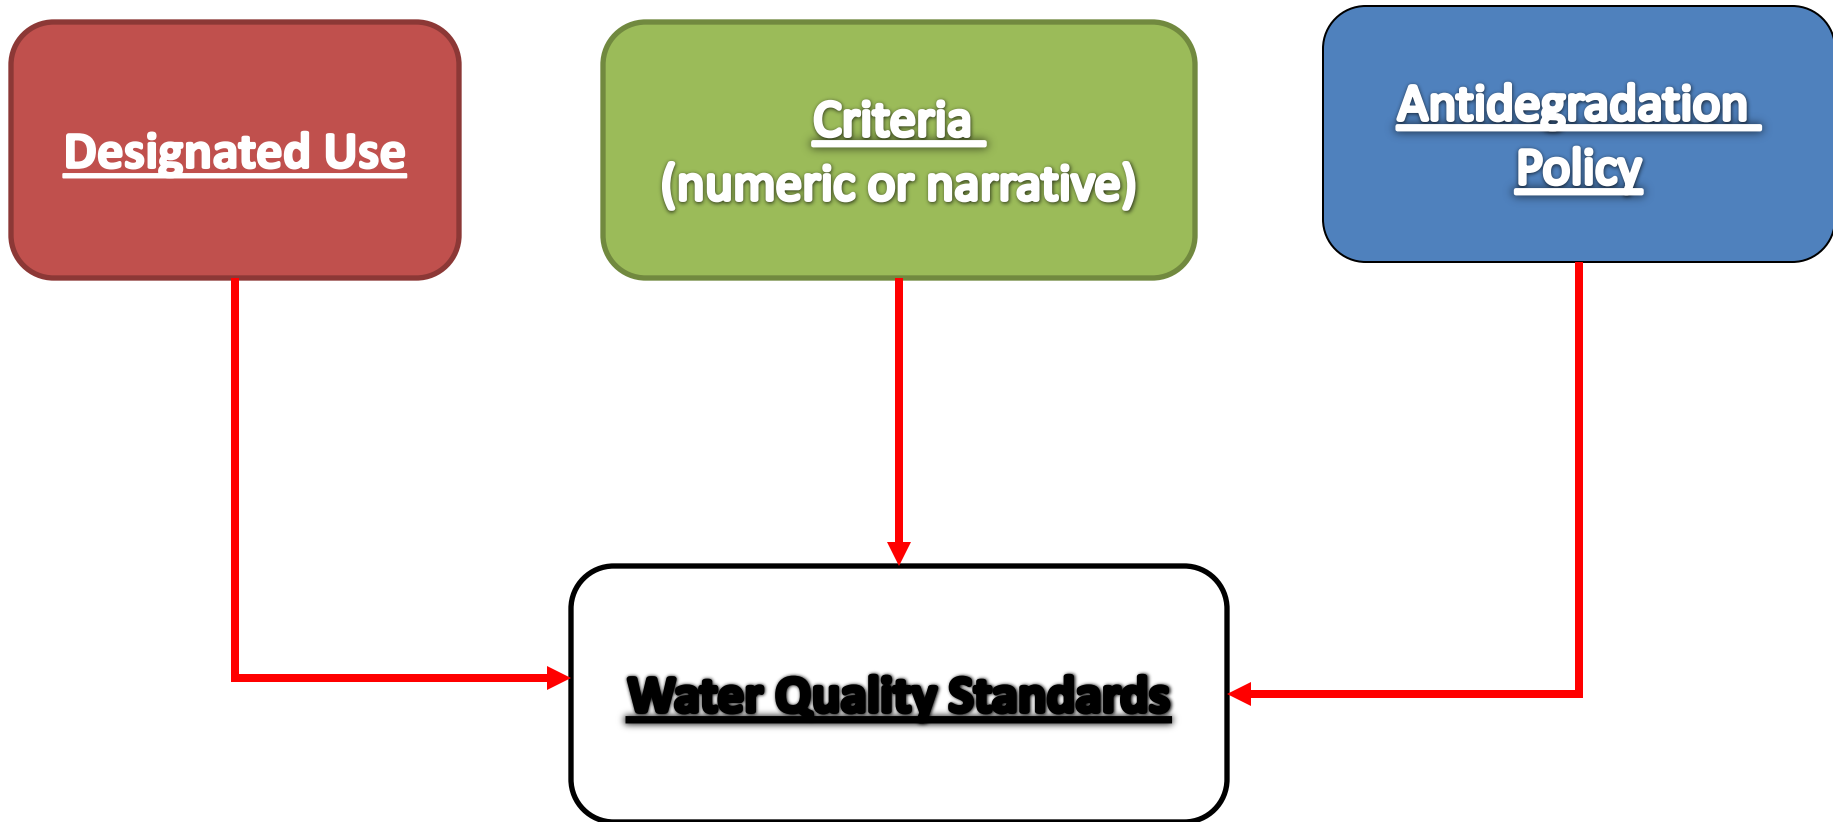 Designated Use
Criteria
(numeric or narrative)
Antidegradation
Policy
Water Quality Standards